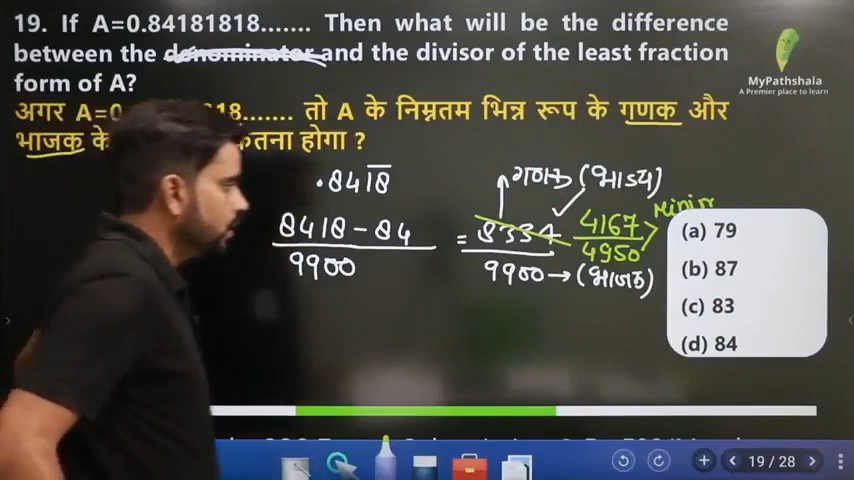 19. If A=0.84181818....... Then what will be the difference
between the denominator and the divisor of the least fraction
form of A?
MyPathshala
A Premier place to learn
अगर A=0. 18....... तो A के निम्नतम भिन्न रूप के गणक और
भाजक के कितना होगा ?
.841̅8̅
8418-84
9900
= 8334
9900 → (भाजक)
(भाज्य)
4167
4950
(a) 79
(b) 87
(c) 83
(d) 84
19 / 28